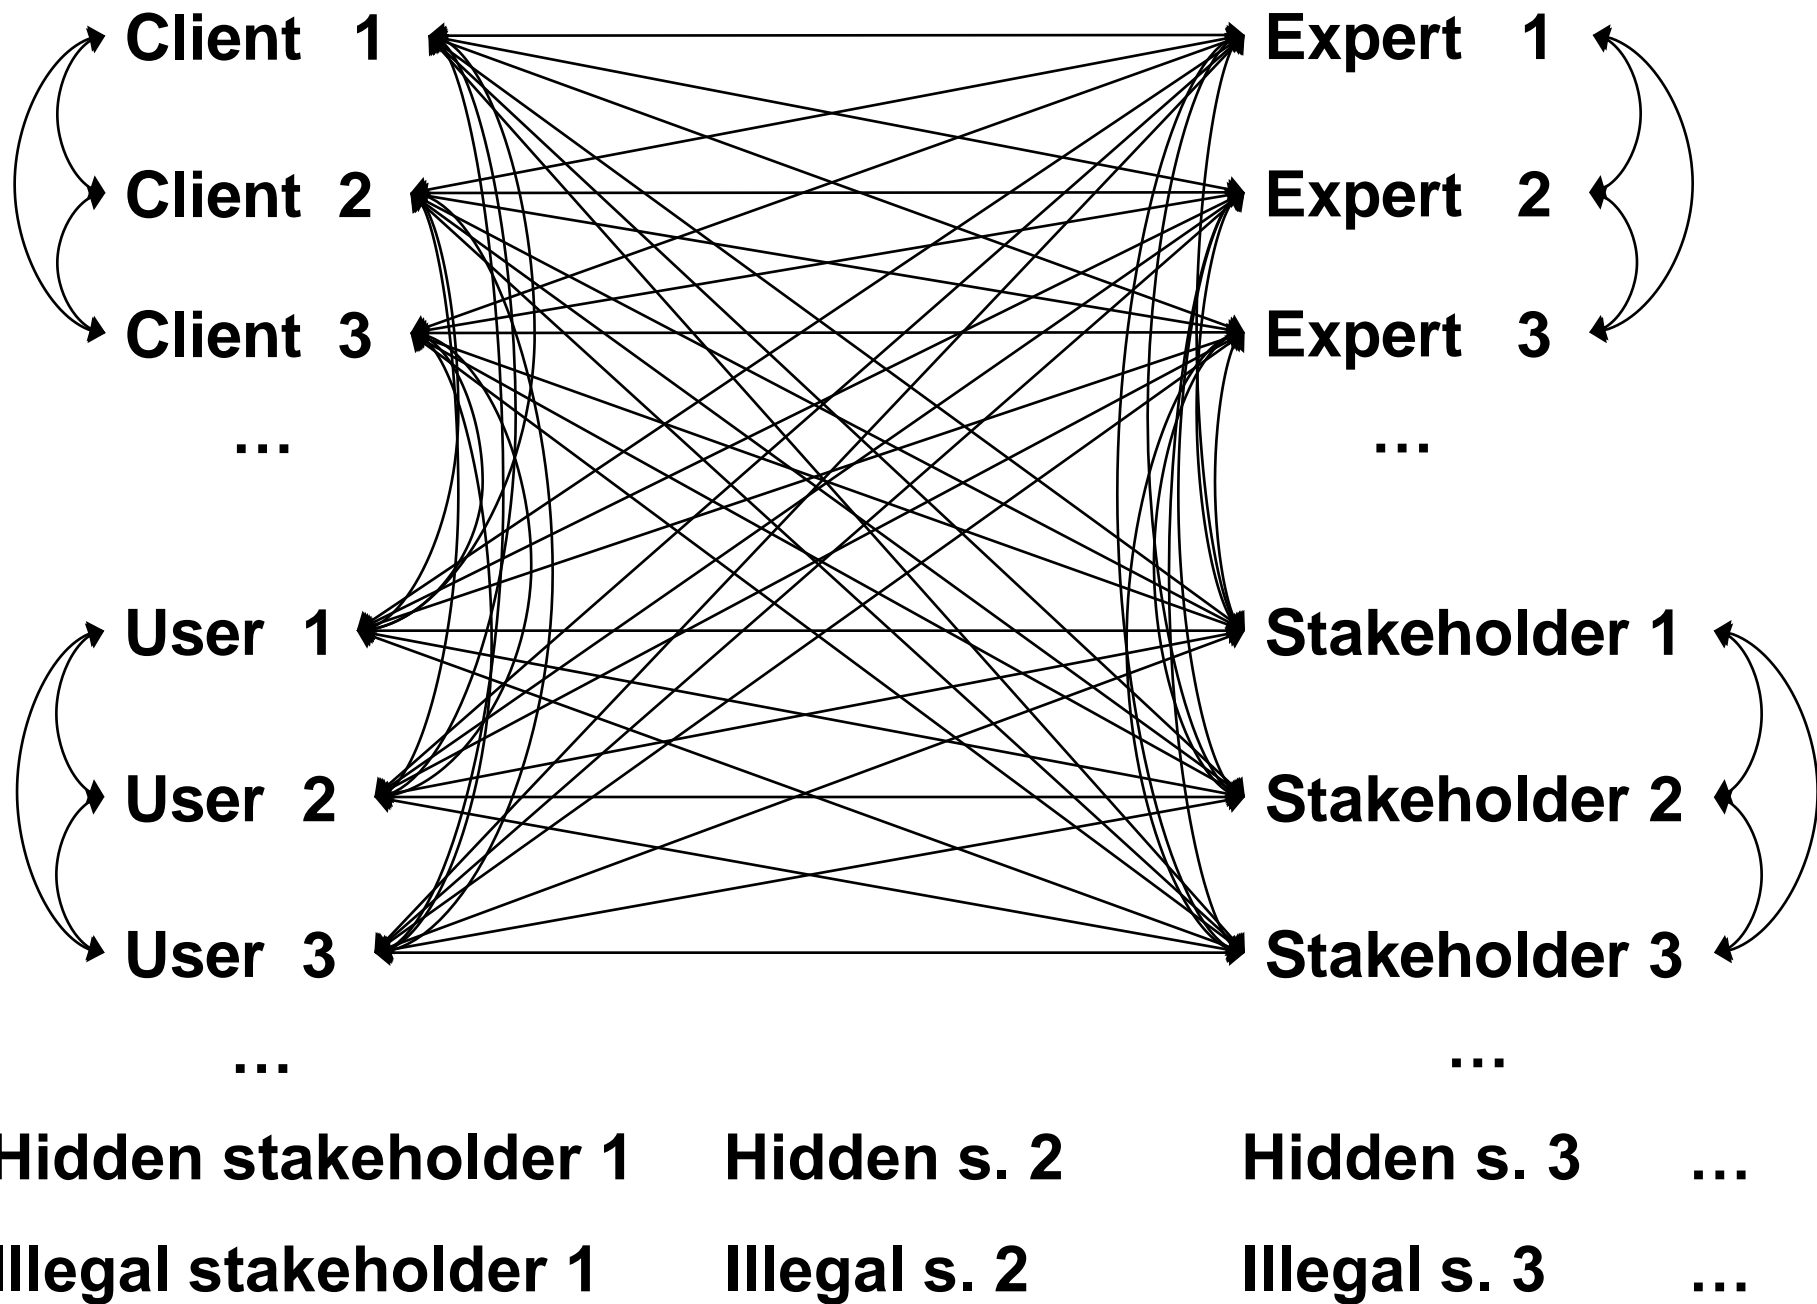 Client 1 Expert 1
Client 2 Expert 2
Client 3 Expert 3
… …
User 1 Stakeholder 1
User 2 Stakeholder 2
User 3 Stakeholder 3
… …
Hidden stakeholder 1 Hidden s. 2 Hidden s. 3 …
Illegal stakeholder 1 Illegal s. 2 Illegal s. 3 …